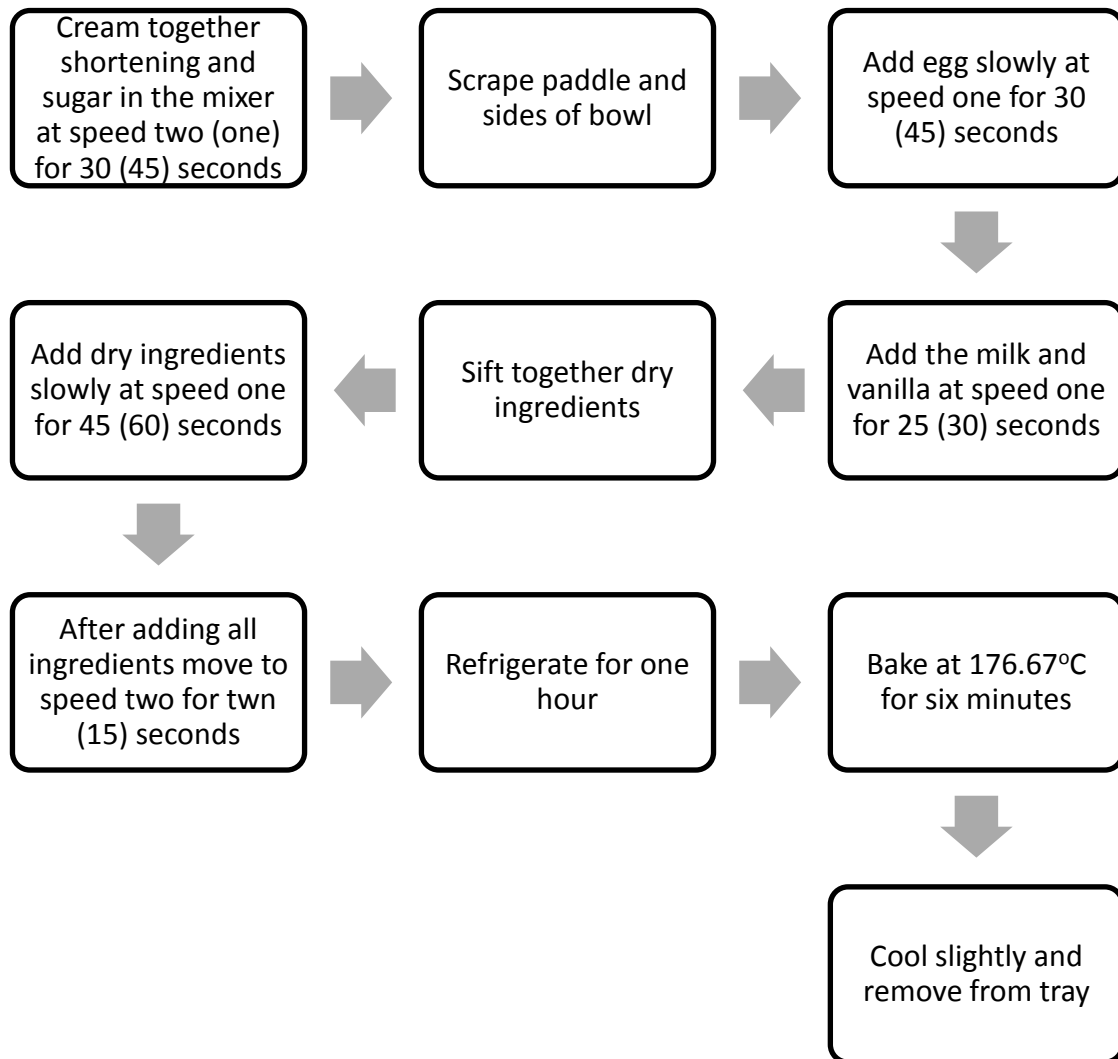 Cream together
shortening and
sugar in the mixer
at speed two (one)
for 30 (45) seconds
Scrape paddle and
sides of bowl
Add egg slowly at
speed one for 30
(45) seconds
Add the milk and
vanilla at speed one
for 25 (30) seconds
Sift together dry
ingredients
Add dry ingredients
slowly at speed one
for 45 (60) seconds
After adding all
ingredients move to
speed two for twn
(15) seconds
Refrigerate for one
hour
Bake at 176.67°C
for six minutes
Cool slightly and
remove from tray